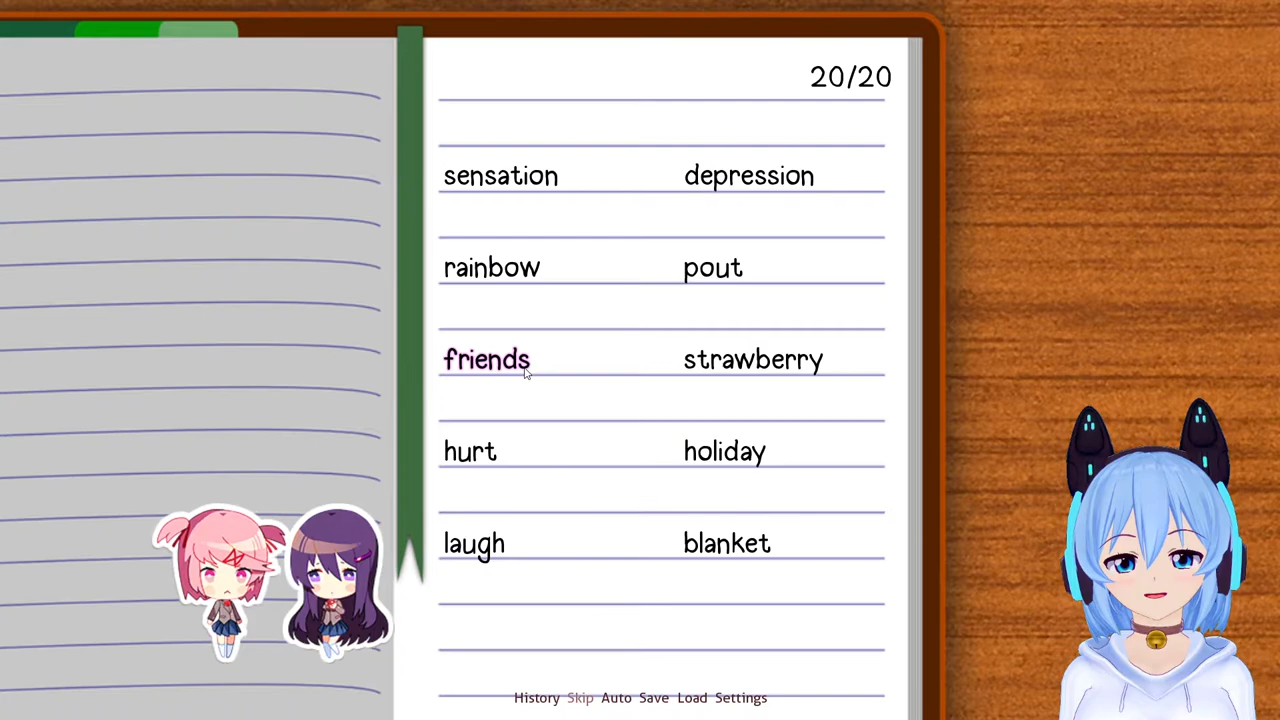 20/20
sensation depression
rainbow pout
friends strawberry
hurt holiday
laugh blanket
History Skip Auto Save Load Settings